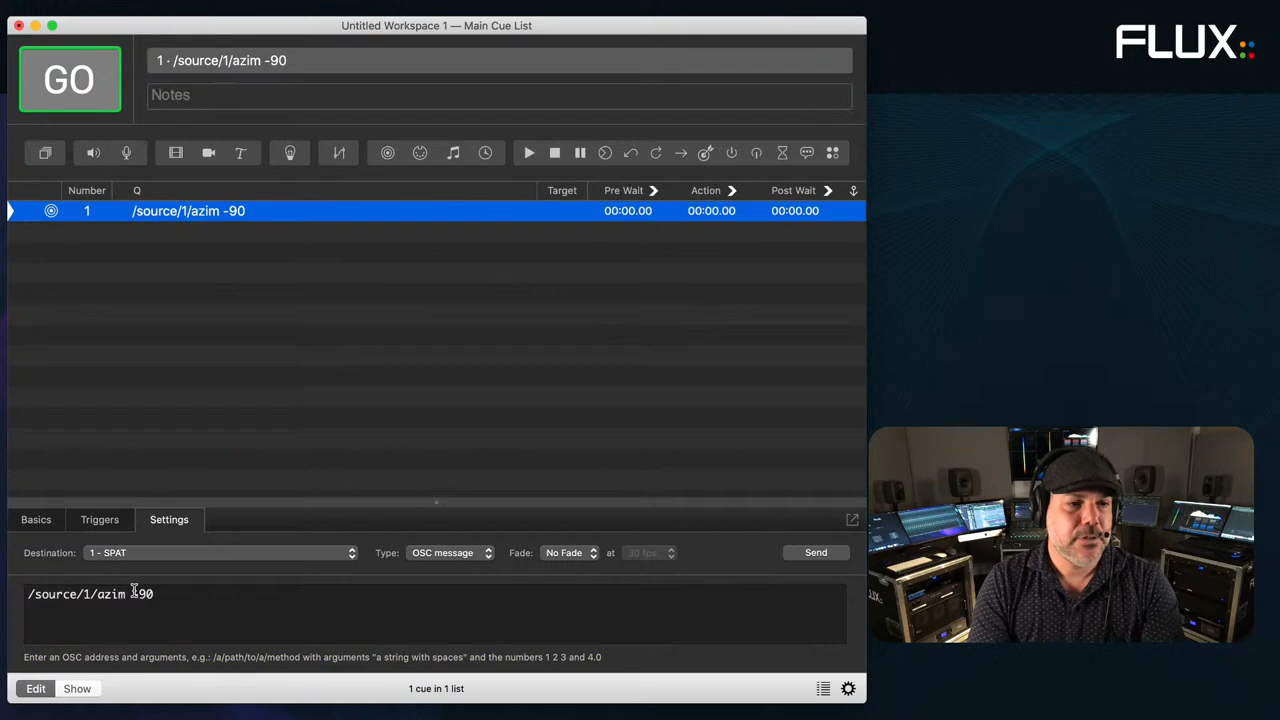 Untitled Workspace 1 — Main Cue List
FLUX::
GO
1 · /source/1/azim -90
Notes
Number Q Target Pre Wait Action Post Wait
1 /source/1/azim -90 00:00.00 00:00.00 00:00.00
Basics Triggers Settings
Destination: 1 - SPAT Type: OSC message Fade: No Fade at 30 fps Send
/source/1/azim -90
Enter an OSC address and arguments, e.g.: /a/path/to/a/method with arguments "a string with spaces" and the numbers 1 2 3 and 4.0
Edit Show 1 cue in 1 list